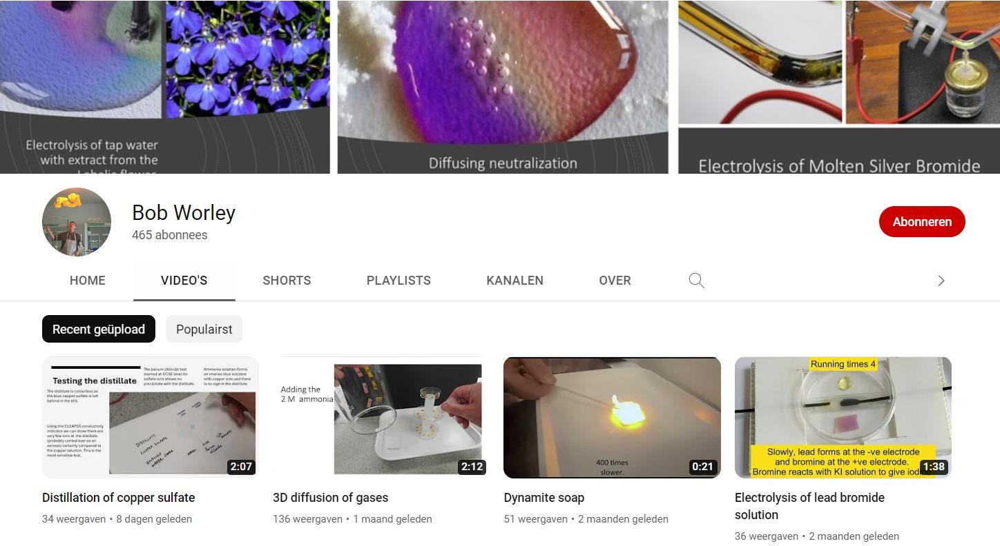 Electrolysis of tap water
with extract from the
Lobelia flower
Diffusing neutralization
Electrolysis of Molten Silver Bromide
Bob Worley
465 abonnees
Abonneren
HOME
VIDEO'S
SHORTS
PLAYLISTS
KANALEN
OVER
Recent geüpload
Populairst
Testing the distillate
The barium chloride test
learned at GCSE level for
sulfate ions shows no
precipitate with the distillate.
Ammonia solution forms
an intense blue solution
with copper ions and there
is no sign in the distillate.
The distillate is colourless as
the blue copper sulfate is left
behind in the still.
Using the CLEAPSS conductivity
indicator we can show there are
very few ions in the distillate
(probably carried over as an
aerosol) certainly compared to
the copper solution. This is the
most sensitive test,
DISTILLATE
COPPER SULFATE
2:07
Adding the
2 M ammonia
2:12
400 times
slower.
0:21
Running times 4
Slowly, lead forms at the -ve electrode
and bromine at the +ve electrode.
Bromine reacts with KI solution to give
1:38
Distillation of copper sulfate
34 weergaven • 8 dagen geleden
3D diffusion of gases
136 weergaven • 1 maand geleden
Dynamite soap
51 weergaven • 2 maanden geleden
Electrolysis of lead bromide
solution
36 weergaven • 2 maanden geleden